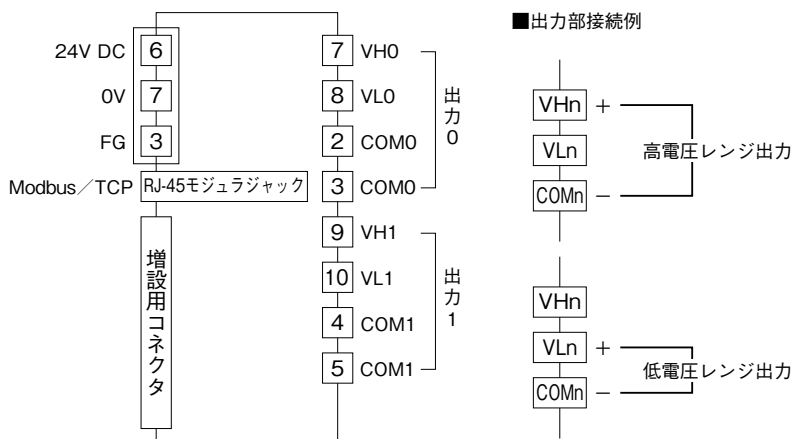 24V DC 6
0V 7
FG 3
Modbus/TCP RJ-45モジュラジャック
増設用コネクタ
7 VH0
8 VL0
2 COM0
3 COM0
出力0
9 VH1
10 VL1
4 COM1
5 COM1
出力1
■出力部接続例
VHn +
VLn
COMn −
高電圧レンジ出力
VHn
VLn +
COMn −
低電圧レンジ出力